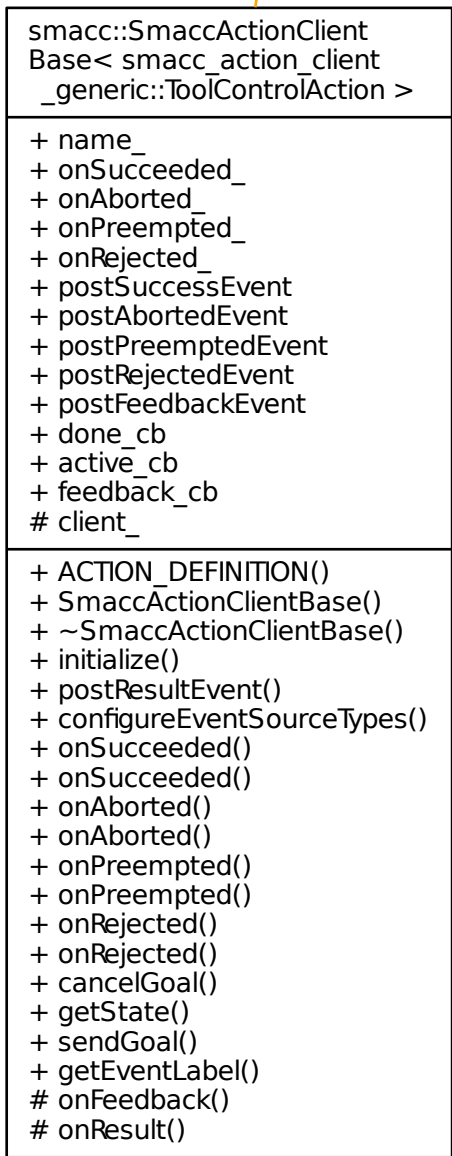 smacc::SmaccActionClient
Base< smacc_action_client
_generic::ToolControlAction >
+ name_
+ onSucceeded_
+ onAborted_
+ onPreempted_
+ onRejected_
+ postSuccessEvent
+ postAbortedEvent
+ postPreemptedEvent
+ postRejectedEvent
+ postFeedbackEvent
+ done_cb
+ active_cb
+ feedback_cb
# client_
+ ACTION_DEFINITION()
+ SmaccActionClientBase()
+ ~SmaccActionClientBase()
+ initialize()
+ postResultEvent()
+ configureEventSourceTypes()
+ onSucceeded()
+ onSucceeded()
+ onAborted()
+ onAborted()
+ onPreempted()
+ onPreempted()
+ onRejected()
+ onRejected()
+ cancelGoal()
+ getState()
+ sendGoal()
+ getEventLabel()
# onFeedback()
# onResult()